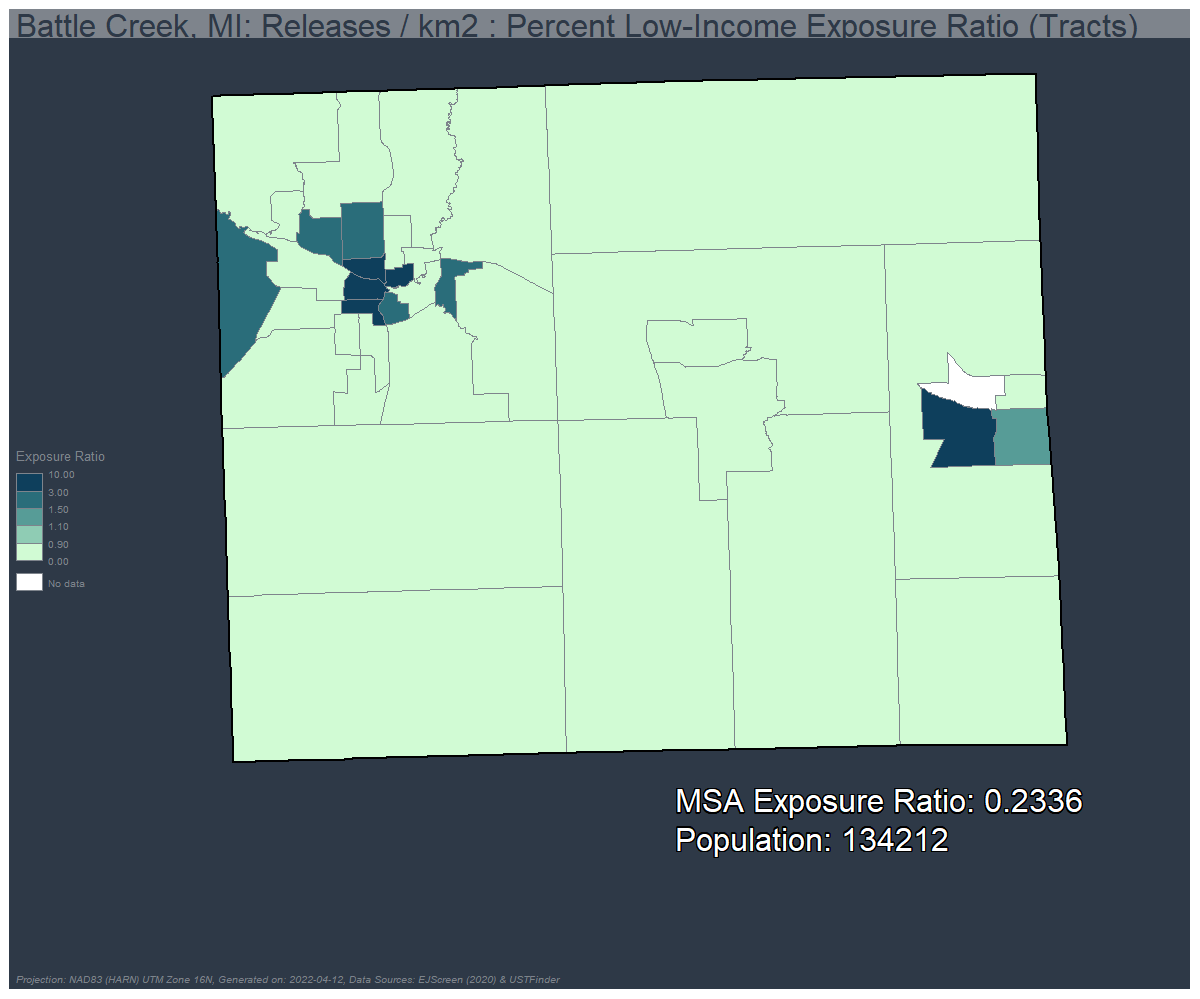 Battle Creek, MI: Releases / km2 : Percent Low-Income Exposure Ratio (Tracts)
Exposure Ratio
10.00
3.00
1.50
1.10
0.90
0.00
No data
MSA Exposure Ratio: 0.2336
Population: 134212
Projection: NAD83 (HARN) UTM Zone 16N, Generated on: 2022-04-12, Data Sources: EJScreen (2020) & USTFinder